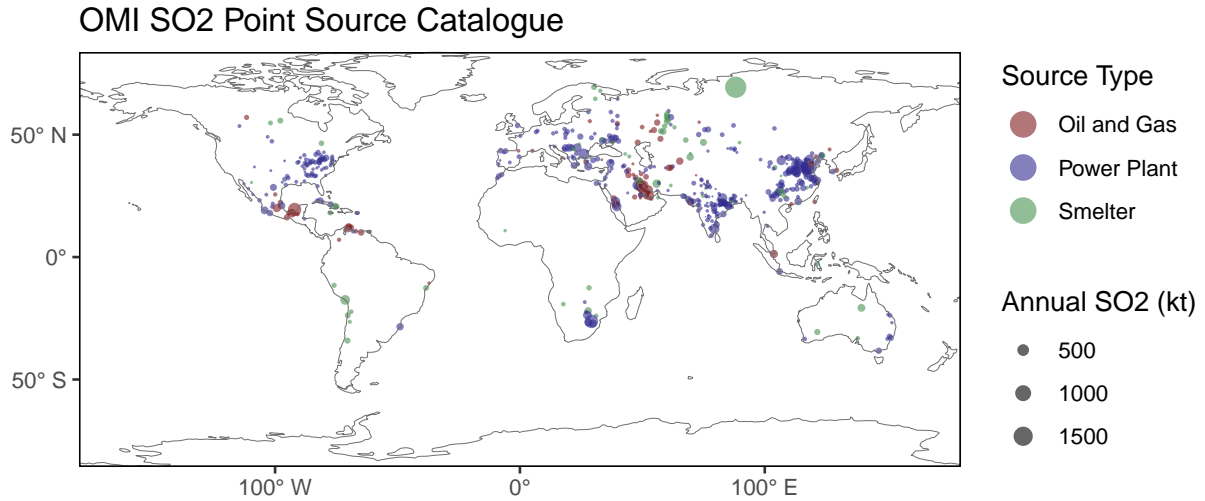 OMI SO2 Point Source Catalogue
50° N
0°
50° S
100° W
0°
100° E
Source Type
Oil and Gas
Power Plant
Smelter
Annual SO2 (kt)
500
1000
1500